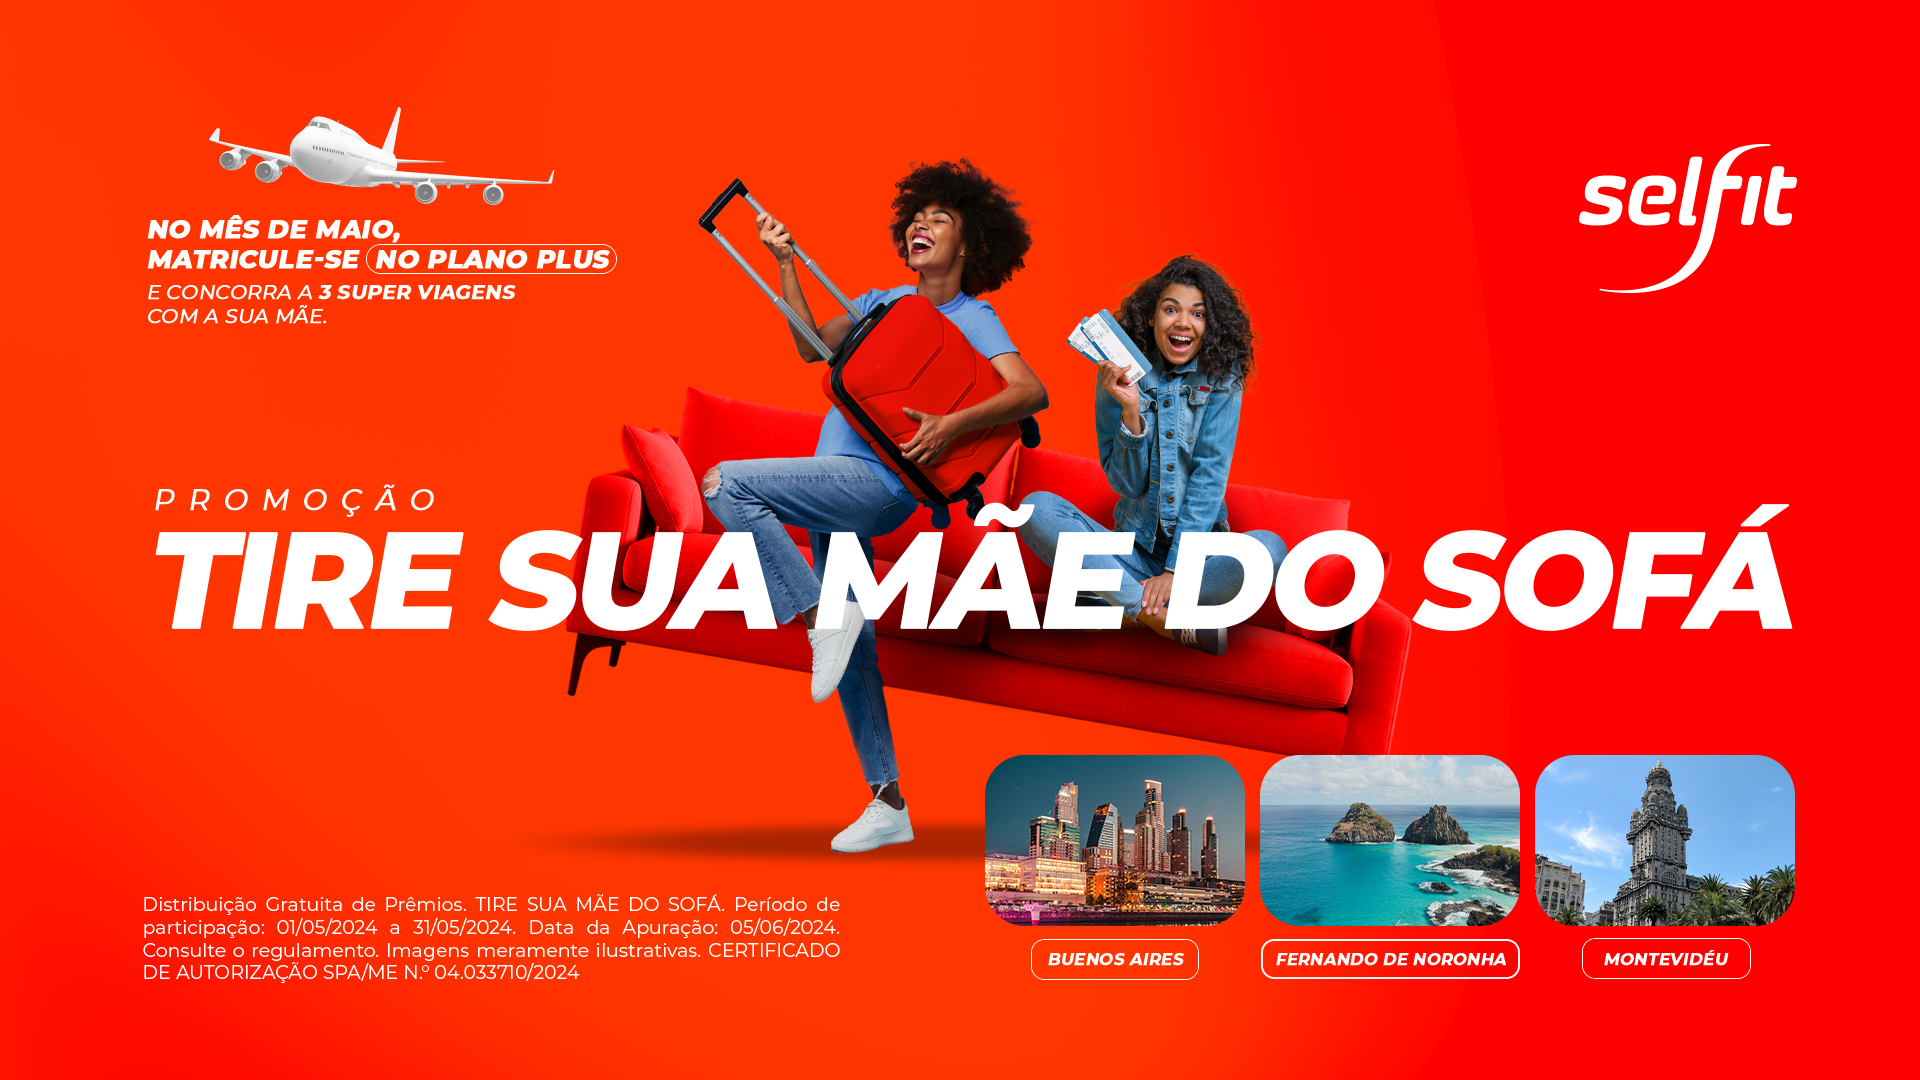 NO MÊS DE MAIO,
MATRICULE-SE NO PLANO PLUS
E CONCORRA A 3 SUPER VIAGENS
COM A SUA MÃE.
selfit
PROMOÇÃO
TIRE SUA MÃE DO SOFÁ
Distribuição Gratuita de Prêmios. TIRE SUA MÃE DO SOFÁ. Período de
participação: 01/05/2024 a 31/05/2024. Data da Apuração: 05/06/2024.
Consulte o regulamento. Imagens meramente ilustrativas. CERTIFICADO
DE AUTORIZAÇÃO SPA/ME N.º 04.033710/2024
BUENOS AIRES
FERNANDO DE NORONHA
MONTEVIDÉU